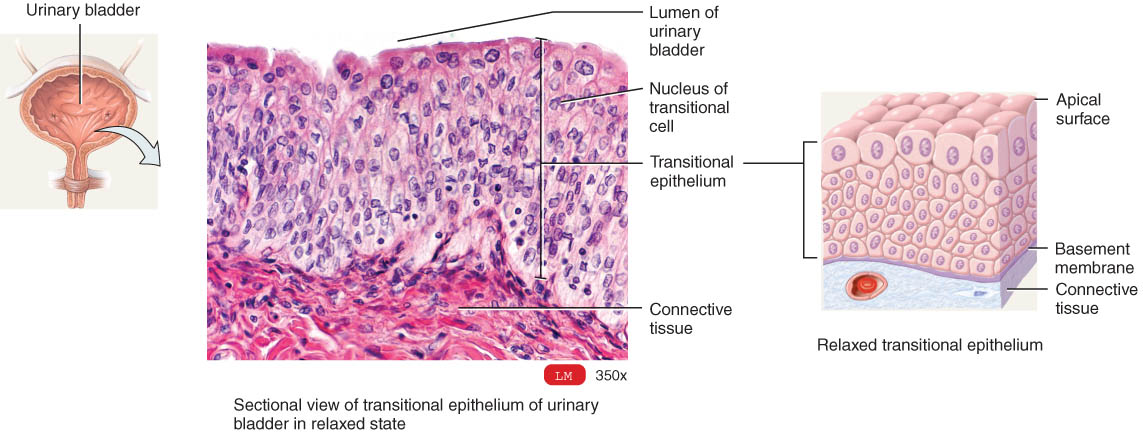 Urinary bladder
Lumen of
urinary
bladder
Nucleus of
transitional
cell
Transitional
epithelium
Connective
tissue
LM 350x
Sectional view of transitional epithelium of urinary
bladder in relaxed state
Apical
surface
Basement
membrane
Connective
tissue
Relaxed transitional epithelium